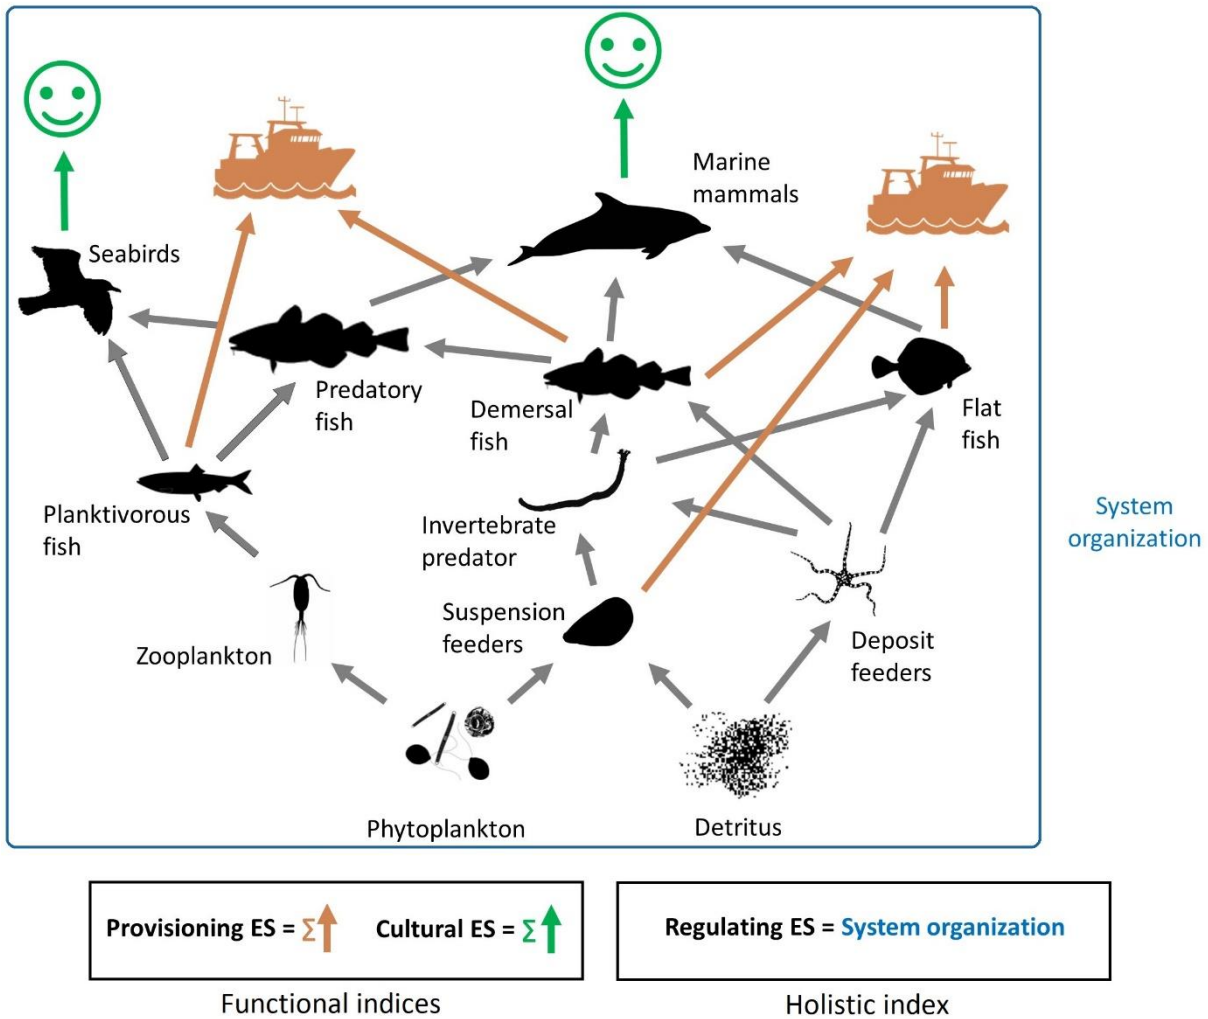 Marine
mammals
Seabirds
Predatory
fish
Demersal
fish
Flat
fish
Planktivorous
fish
Invertebrate
predator
System
organization
Suspension
feeders
Zooplankton
Deposit
feeders
Phytoplankton
Detritus
Provisioning ES = Σ Cultural ES = Σ
Regulating ES = System organization
Functional indices
Holistic index